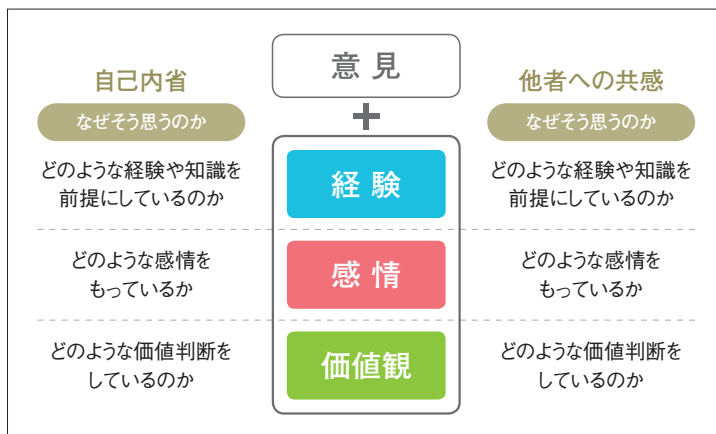 意見
+
自己内省
なぜそう思うのか
どのような経験や知識を
前提にしているのか
どのような感情を
もっているか
どのような価値判断を
しているのか
経験
感情
価値観
他者への共感
なぜそう思うのか
どのような経験や知識を
前提にしているのか
どのような感情を
もっているか
どのような価値判断を
しているのか